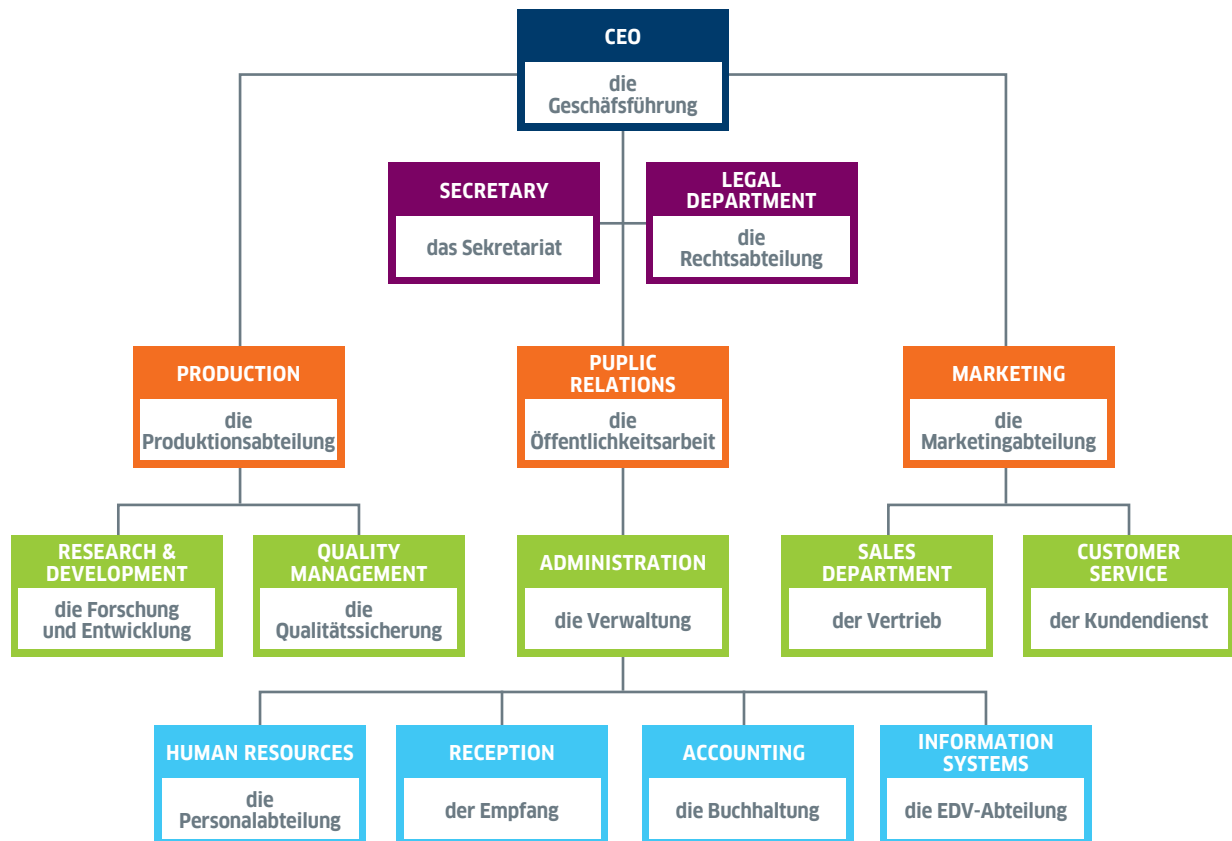 CEO
die
Geschäfsführung
SECRETARY
das Sekretariat
LEGAL
DEPARTMENT
die
Rechtsabteilung
PRODUCTION
die
Produktionsabteilung
PUPLIC
RELATIONS
die
Öffentlichkeitsarbeit
MARKETING
die
Marketingabteilung
RESEARCH &
DEVELOPMENT
die Forschung
und Entwicklung
QUALITY
MANAGEMENT
die
Qualitätssicherung
ADMINISTRATION
die Verwaltung
SALES
DEPARTMENT
der Vertrieb
CUSTOMER
SERVICE
der Kundendienst
HUMAN RESOURCES
die
Personalabteilung
RECEPTION
der Empfang
ACCOUNTING
die Buchhaltung
INFORMATION
SYSTEMS
die EDV-Abteilung